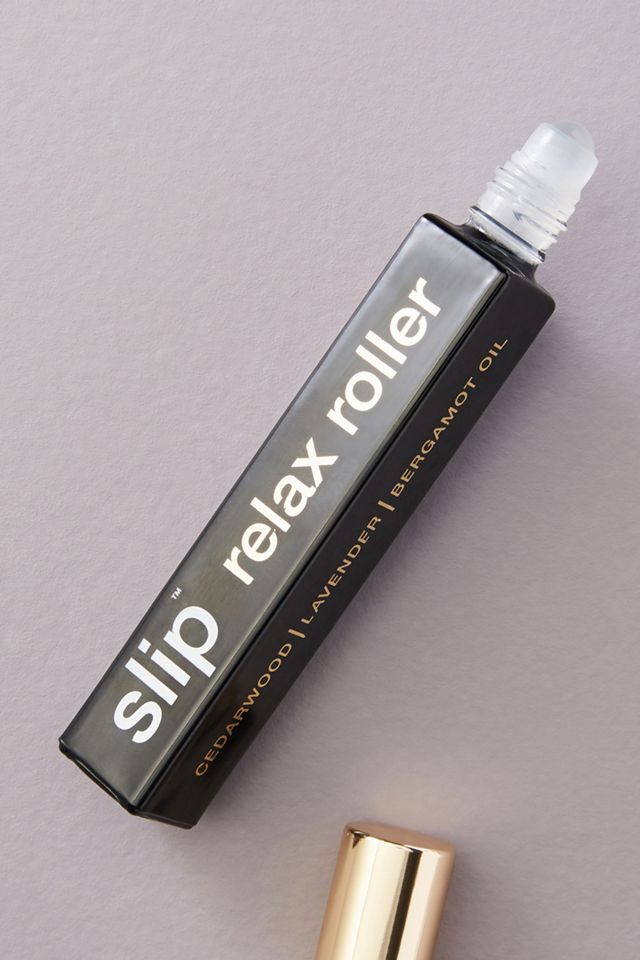 slip™ relax roller
CEDARWOOD | LAVENDER | BERGAMOT OIL